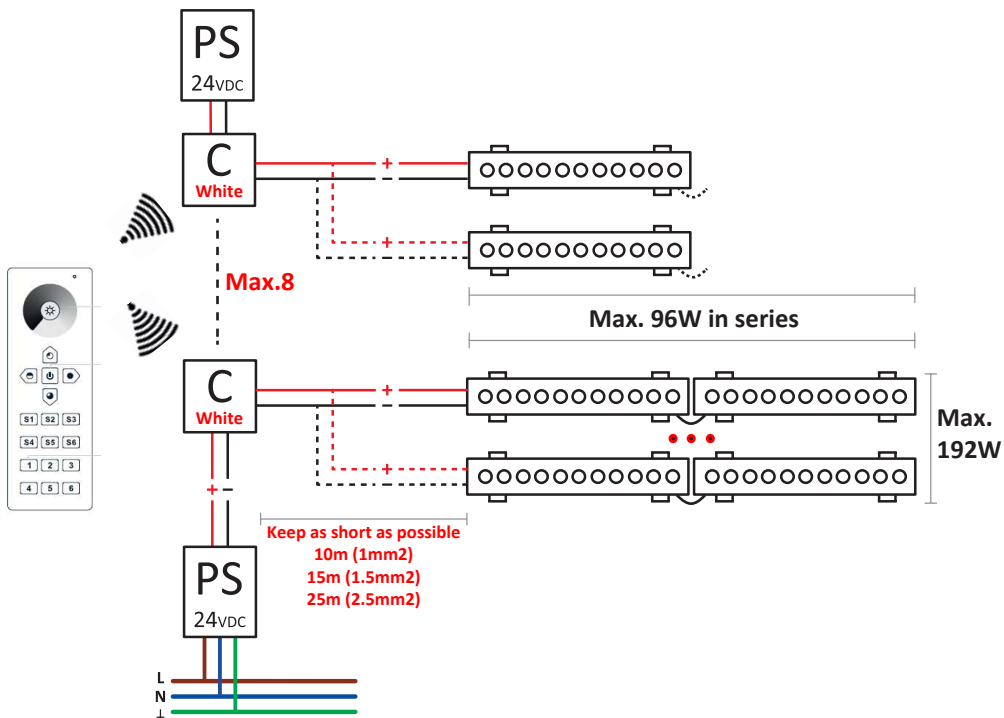 PS
24VDC
C
White
+
−
+
−
Max.8
Max. 96W in series
C
White
+
−
+
−
Max.
192W
S1 S2 S3
S4 S5 S6
1 2 3
4 5 6
+ −
Keep as short as possible
10m (1mm2)
15m (1.5mm2)
25m (2.5mm2)
PS
24VDC
L
N
⊥